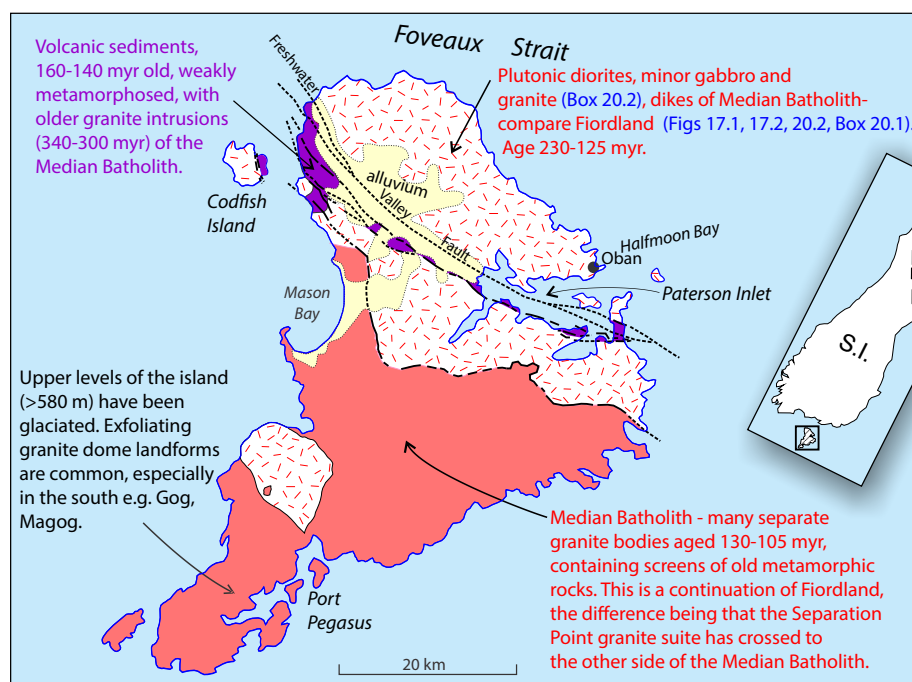 Foveaux Strait
Volcanic sediments,
160-140 myr old, weakly
metamorphosed, with
older granite intrusions
(340-300 myr) of the
Median Batholith.
Freshwater
Plutonic diorites, minor gabbro and
granite (Box 20.2), dikes of Median Batholith-
compare Fiordland (Figs 17.1, 17.2, 20.2, Box 20.1).
Age 230-125 myr.
alluvium
Valley
Fault
Codfish
Island
Halfmoon Bay
Oban
Paterson Inlet
Mason
Bay
S.I.
Upper levels of the island
(>580 m) have been
glaciated. Exfoliating
granite dome landforms
are common, especially
in the south e.g. Gog,
Magog.
Median Batholith - many separate
granite bodies aged 130-105 myr,
containing screens of old metamorphic
rocks. This is a continuation of Fiordland,
the difference being that the Separation
Point granite suite has crossed to
the other side of the Median Batholith.
Port
Pegasus
20 km